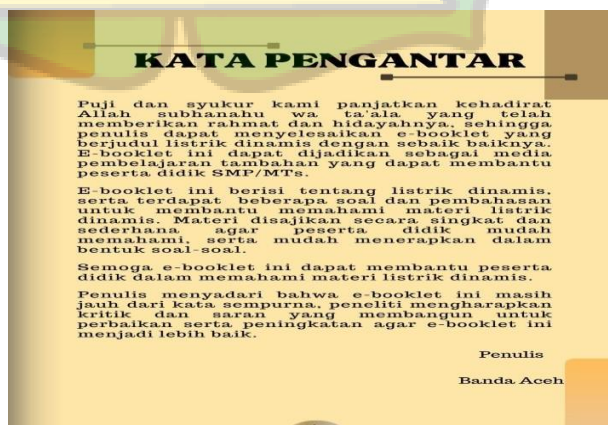 KATA PENGANTAR
Puji dan syukur kami panjatkan kehadirat
Allah subhanahu wa ta'ala yang telah
memberikan rahmat dan hidayahnya, sehingga
penulis dapat menyelesaikan e-booklet yang
berjudul listrik dinamis dengan sebaik baiknya.
E-booklet ini dapat dijadikan sebagai media
pembelajaran tambahan yang dapat membantu
peserta didik SMP/MTs.
E-booklet ini berisi tentang listrik dinamis,
serta terdapat beberapa soal dan pembahasan
untuk membantu memahami materi listrik
dinamis. Materi disajikan secara singkat dan
sederhana agar peserta didik mudah
memahami, serta mudah menerapkan dalam
bentuk soal-soal.
Semoga e-booklet ini dapat membantu peserta
didik dalam memahami materi listrik dinamis.
Penulis menyadari bahwa e-booklet ini masih
jauh dari kata sempurna, peneliti mengharapkan
kritik dan saran yang membangun untuk
perbaikan serta peningkatan agar e-booklet ini
menjadi lebih baik.
Penulis
Banda Aceh